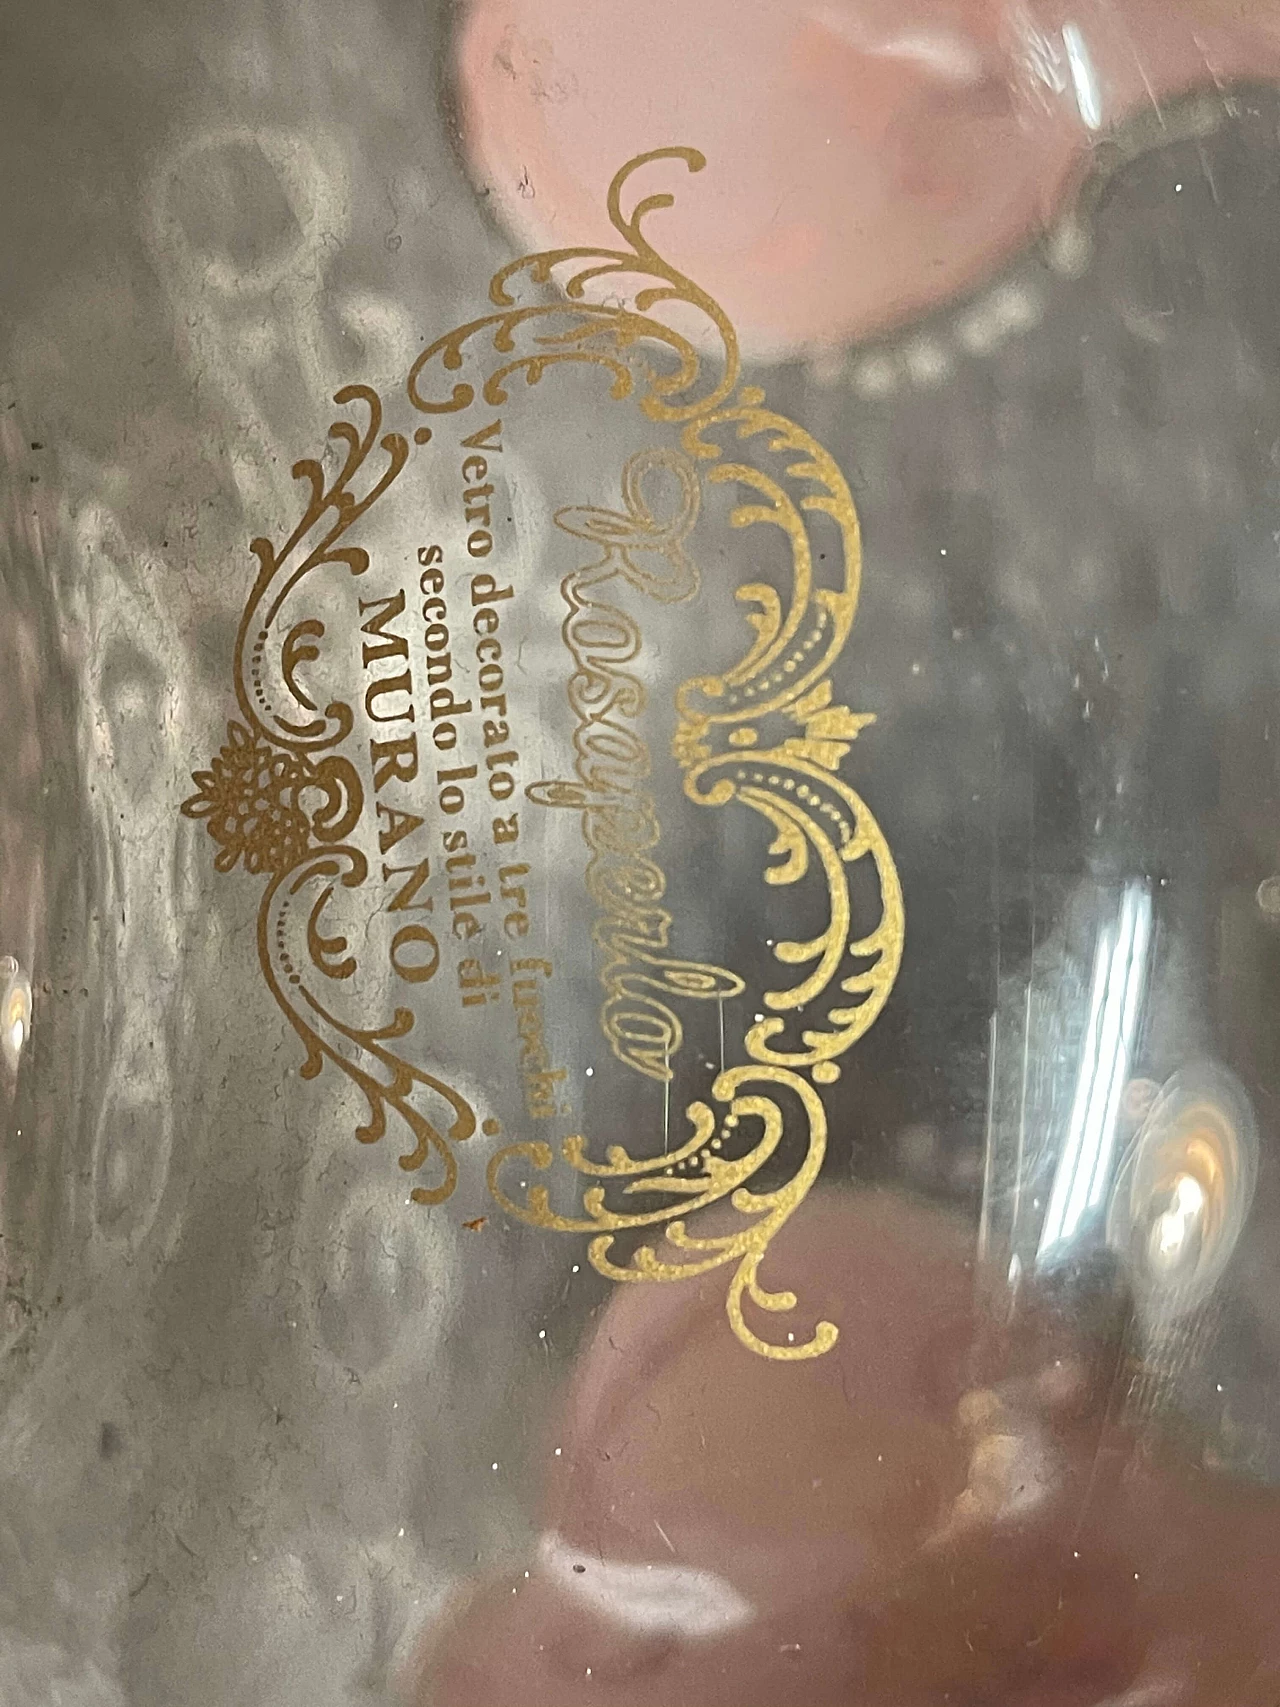 Rosaperla
Vetro decorato a tre fuochi
secondo lo stile di
MURANO